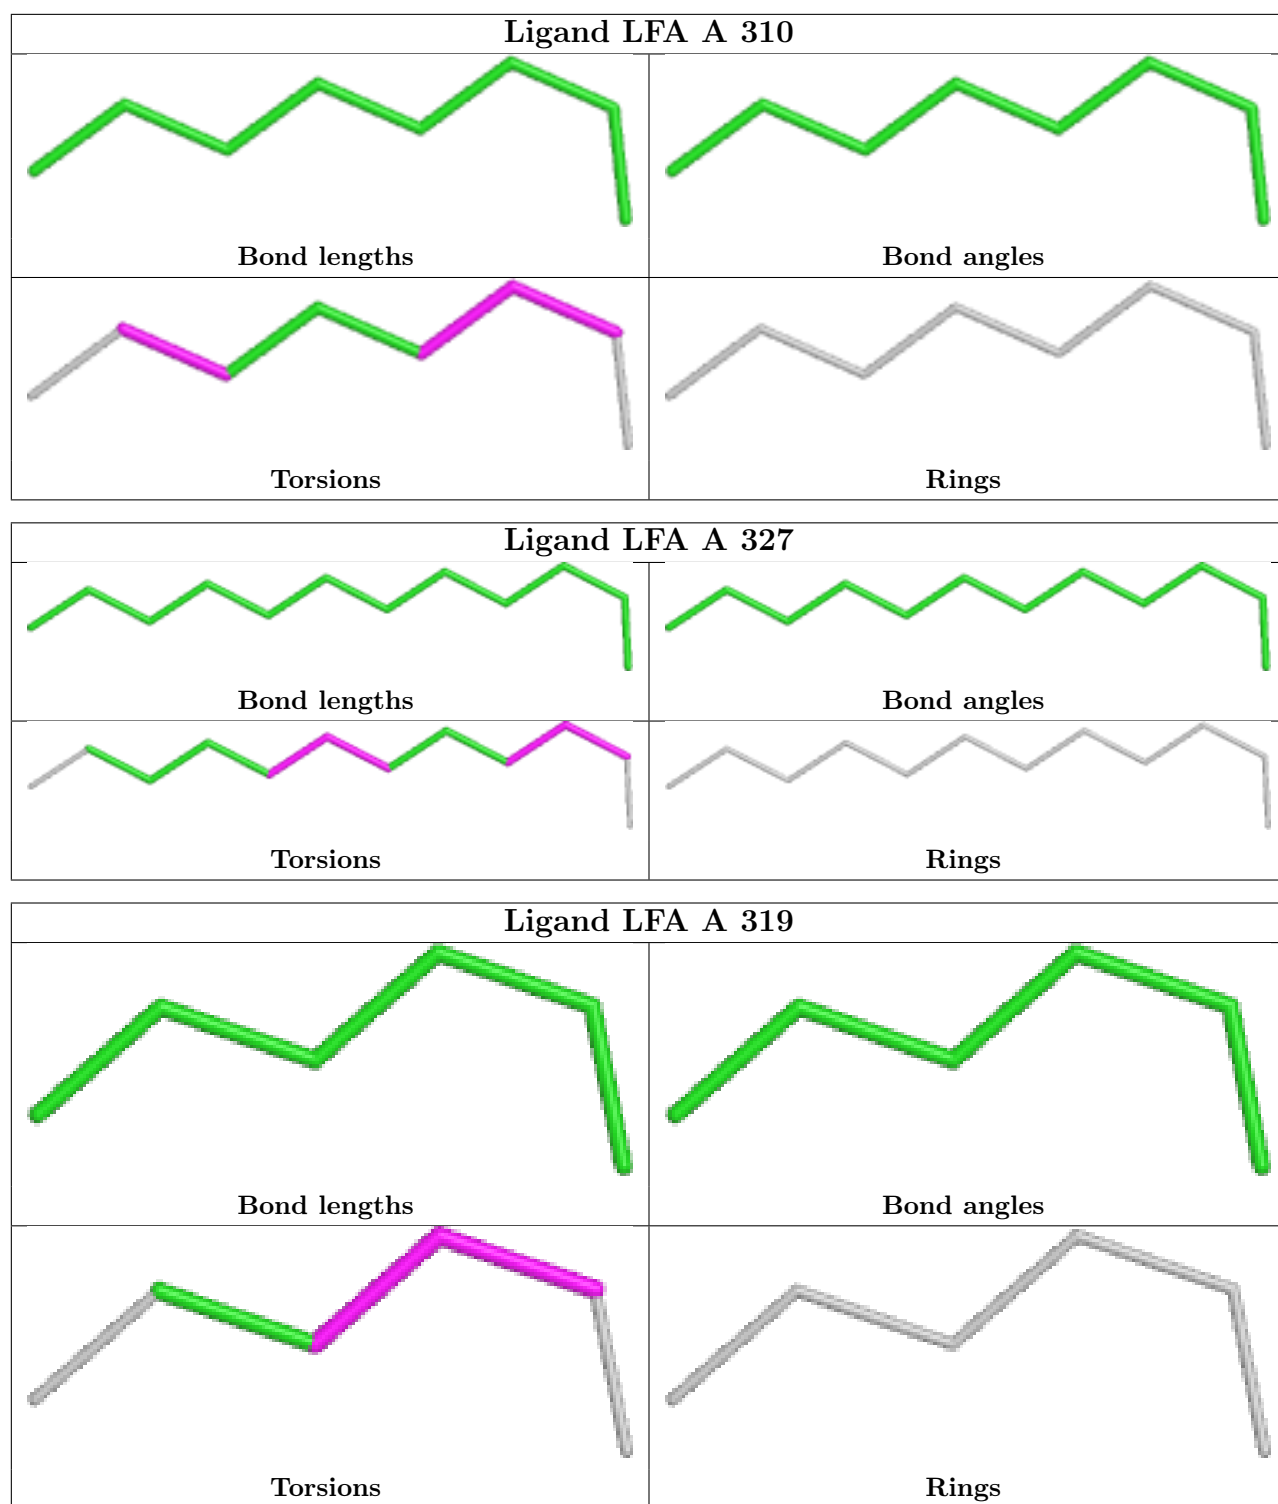 Ligand LFA A 310
Bond lengths
Bond angles
Torsions
Rings
Ligand LFA A 327
Bond lengths
Bond angles
Torsions
Rings
Ligand LFA A 319
Bond lengths
Bond angles
Torsions
Rings